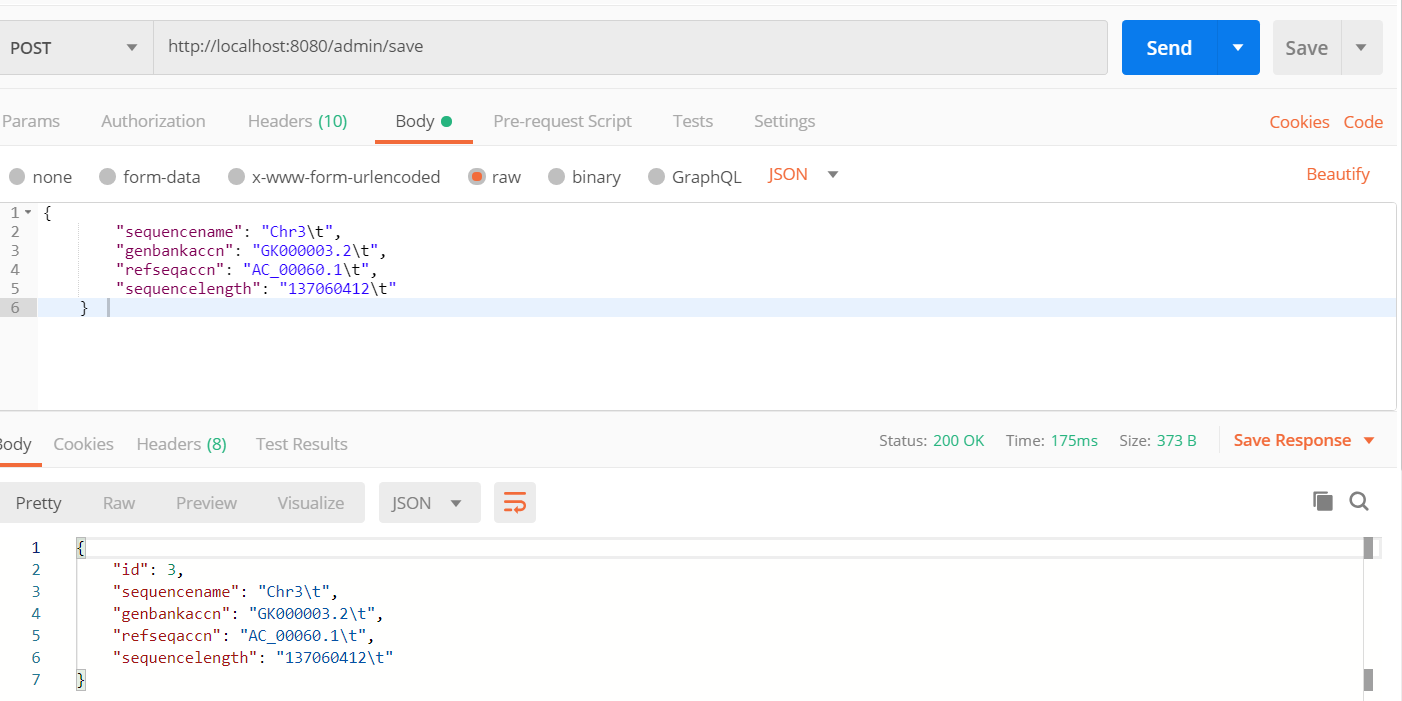 POST http://localhost:8080/admin/save Send Save
Params Authorization Headers (10) Body Pre-request Script Tests Settings Cookies Code
none form-data x-www-form-urlencoded raw binary GraphQL JSON Beautify
1 {
2 "sequencename": "Chr3\t",
3 "genbankaccn": "GK000003.2\t",
4 "refseqaccn": "AC_00060.1\t",
5 "sequencelength": "137060412\t"
6 }
Body Cookies Headers (8) Test Results Status: 200 OK Time: 175ms Size: 373 B Save Response
Pretty Raw Preview Visualize JSON
1 {
2 "id": 3,
3 "sequencename": "Chr3\t",
4 "genbankaccn": "GK000003.2\t",
5 "refseqaccn": "AC_00060.1\t",
6 "sequencelength": "137060412\t"
7 }